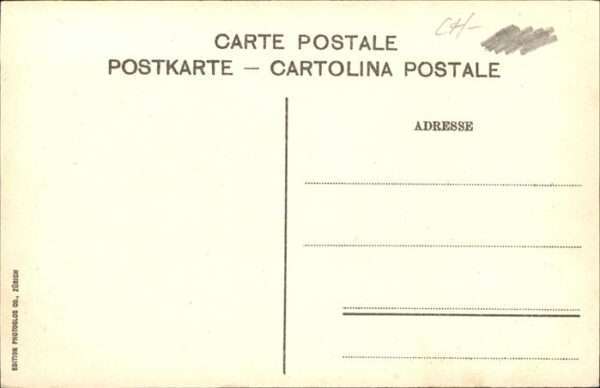 CH-
CARTE POSTALE
POSTKARTE — CARTOLINA POSTALE
ADRESSE
EDITION PHOTOGLOB CO., ZÜRICH